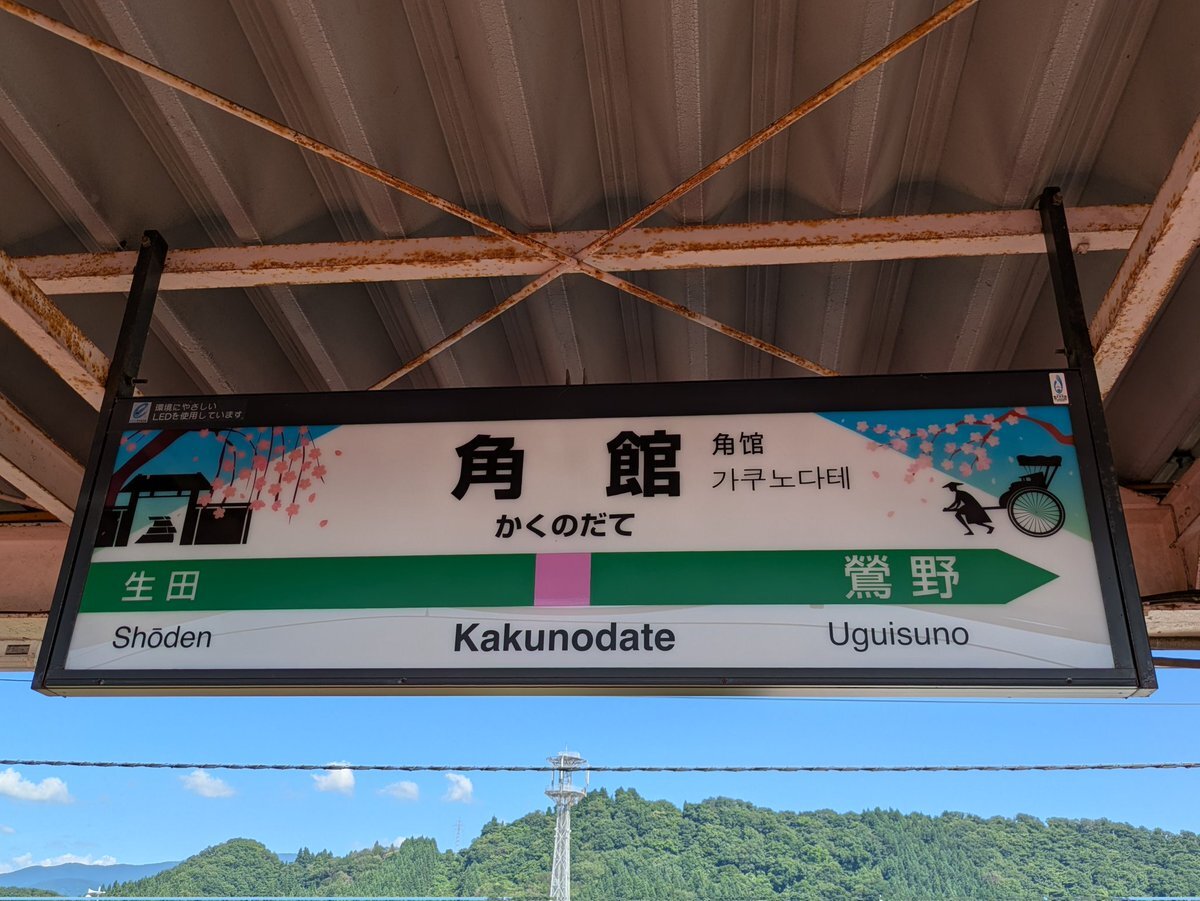 環境にやさしい
LEDを使用しています。
角館
角馆
가쿠노다테
かくのだて
生田
鶯野
Shōden
Kakunodate
Uguisuno